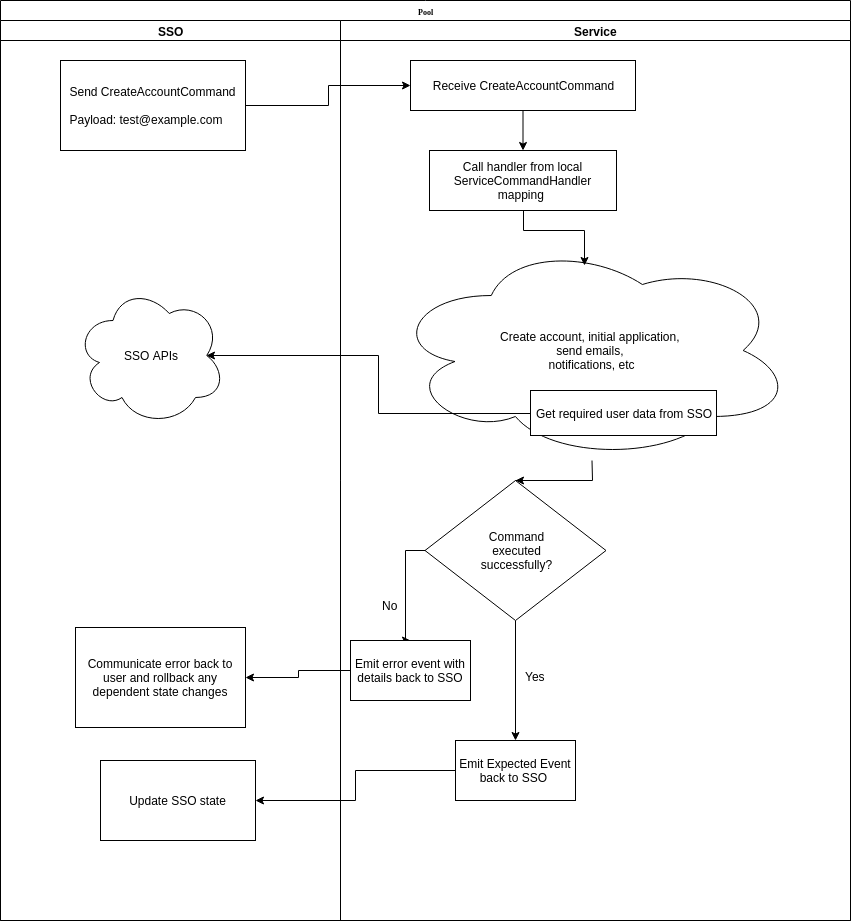 Pool
SSO
Service
Send CreateAccountCommand
Payload: test@example.com
Receive CreateAccountCommand
Call handler from local
ServiceCommandHandler
mapping
Create account, initial application,
send emails,
notifications, etc
SSO APIs
Get required user data from SSO
Command
executed
successfully?
No
Yes
Emit error event with
details back to SSO
Communicate error back to
user and rollback any
dependent state changes
Emit Expected Event
back to SSO
Update SSO state